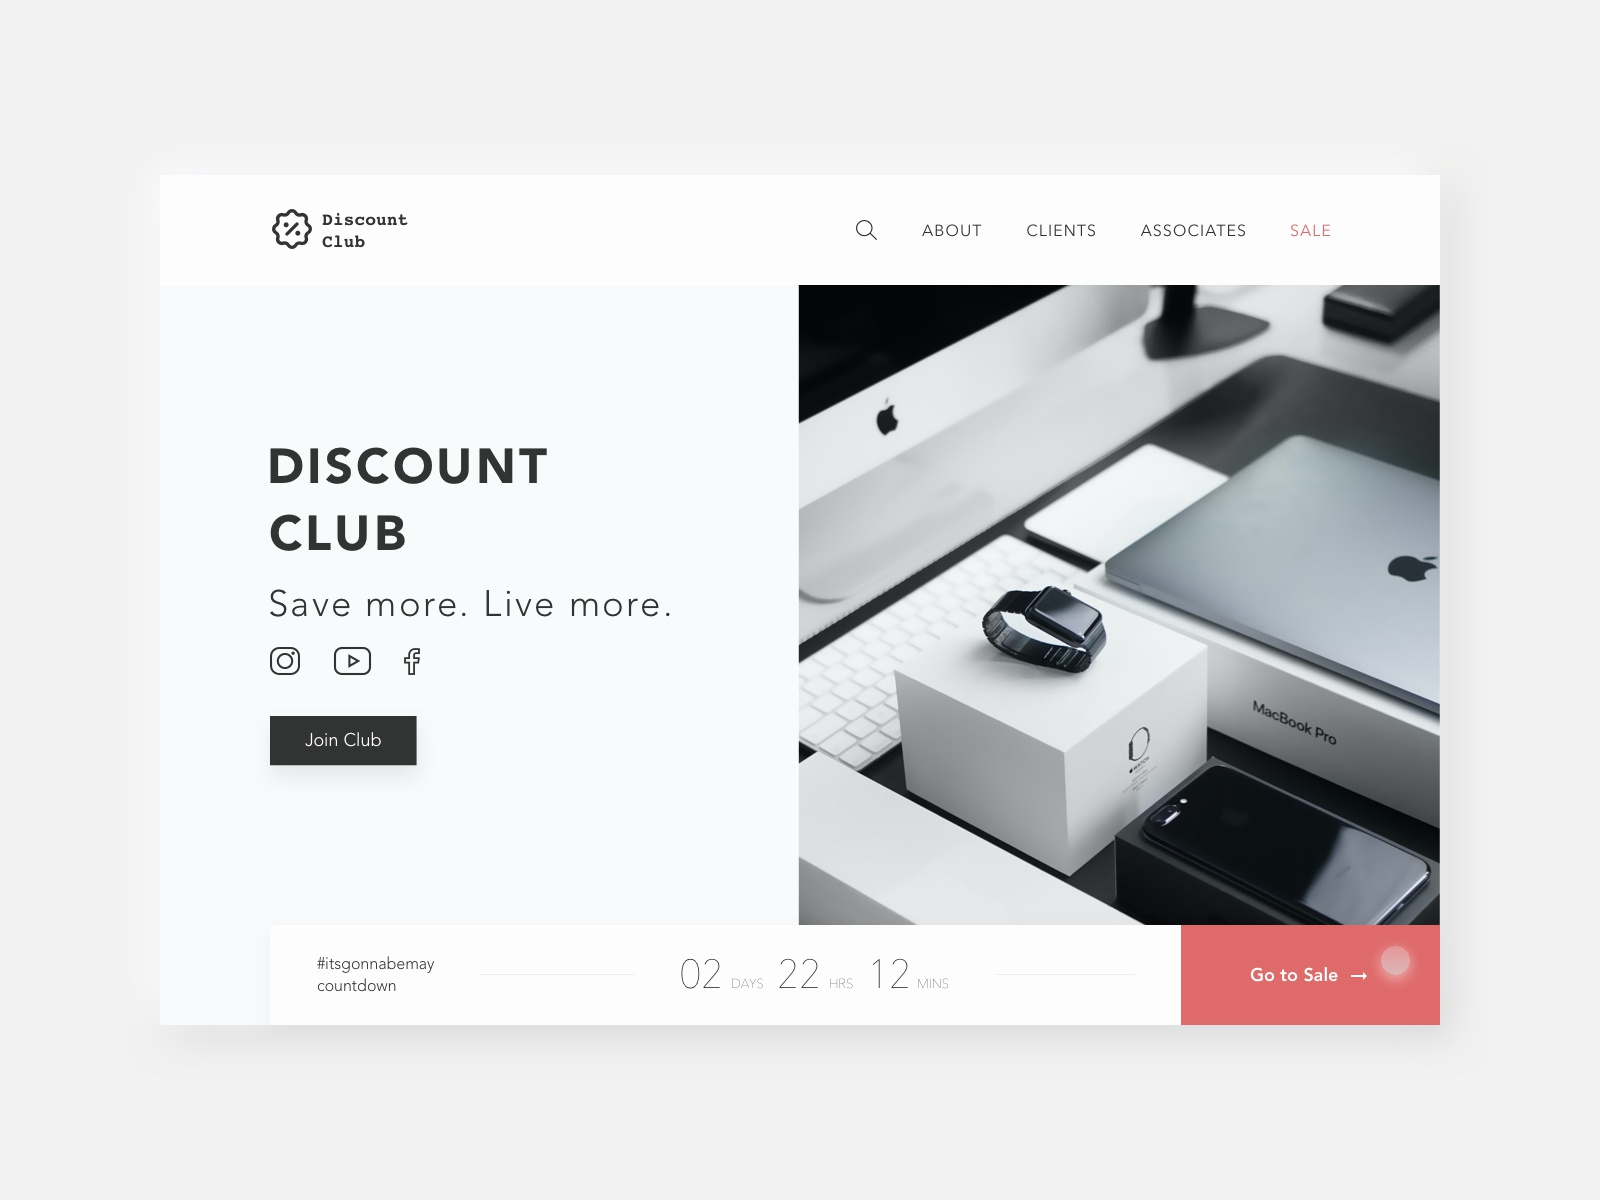 Discount
Club
ABOUT CLIENTS ASSOCIATES SALE
DISCOUNT
CLUB
Save more. Live more.
Join Club
MacBook Pro
WATCH
#itsgonnabemay
countdown
02 DAYS 22 HRS 12 MINS
Go to Sale →